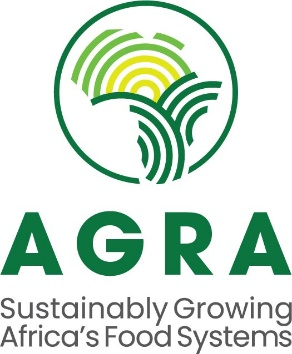 AGRA
Sustainably Growing
Africa's Food Systems